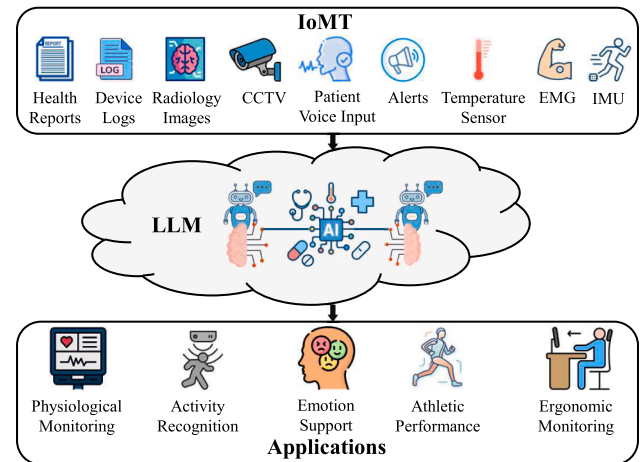 IoMT
REPORT
LOG
Health
Reports
Device
Logs
Radiology
Images
CCTV
Patient
Voice Input
Alerts
Temperature
Sensor
EMG
IMU
LLM
AI
Physiological
Monitoring
Activity
Recognition
Emotion
Support
Athletic
Performance
Ergonomic
Monitoring
Applications